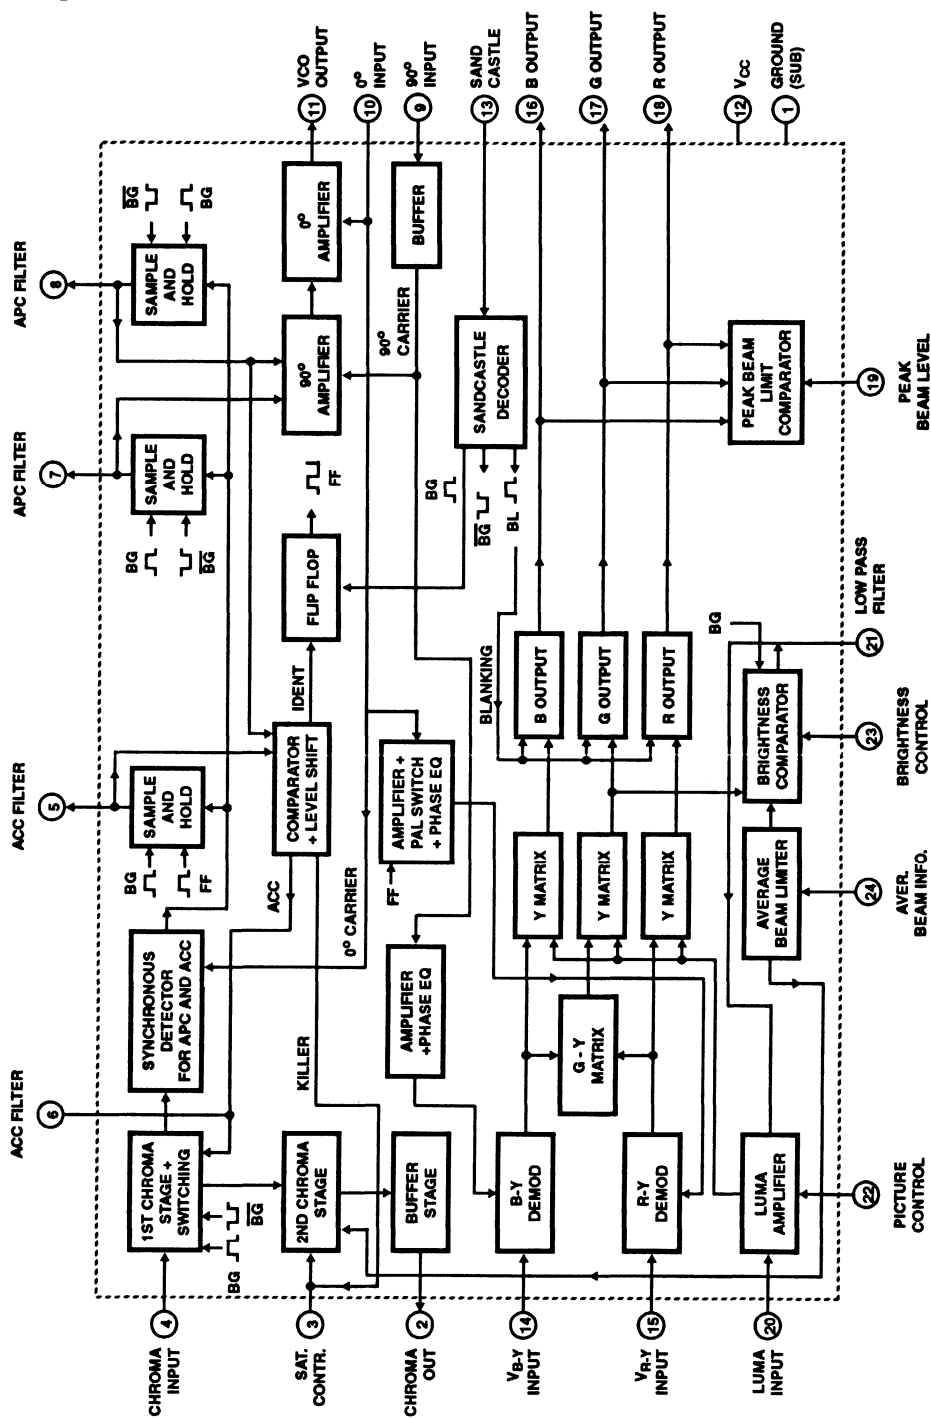 APC FILTER
8
APC FILTER
7
ACC FILTER
5
ACC FILTER
6
CHROMA
INPUT
4
SAT.
CONTR.
3
CHROMA
OUT
2
V_B-Y
INPUT
14
V_R-Y
INPUT
15
LUMA
INPUT
20
1ST CHROMA
STAGE +
SWITCHING
BG
B̅G̅
SYNCHRONOUS
DETECTOR
FOR APC AND ACC
BG
FF
SAMPLE
AND
HOLD
BG
B̅G̅
SAMPLE
AND
HOLD
SAMPLE
AND
HOLD
B̅G̅
BG
2ND CHROMA
STAGE
KILLER
ACC
COMPARATOR
+ LEVEL SHIFT
IDENT
FLIP FLOP
FF
90°
AMPLIFIER
0°
AMPLIFIER
11
VCO
OUTPUT
0° CARRIER
10
0°
INPUT
BUFFER
STAGE
AMPLIFIER
+PHASE EQ
FF
AMPLIFIER +
PAL SWITCH
+ PHASE EQ
90°
CARRIER
BUFFER
9
90°
INPUT
BG
B̅G̅
BL
SANDCASTLE
DECODER
13
SAND
CASTLE
BLANKING
B-Y
DEMOD
G - Y
MATRIX
R-Y
DEMOD
Y MATRIX
Y MATRIX
Y MATRIX
B OUTPUT
G OUTPUT
R OUTPUT
16
B OUTPUT
17
G OUTPUT
18
R OUTPUT
LUMA
AMPLIFIER
AVERAGE
BEAM LIMITER
BRIGHTNESS
COMPARATOR
BG
PEAK BEAM
LIMIT
COMPARATOR
12
V_CC
1
GROUND
(SUB)
22
PICTURE
CONTROL
24
AVER.
BEAM INFO.
23
BRIGHTNESS
CONTROL
21
LOW PASS
FILTER
19
PEAK
BEAM LEVEL